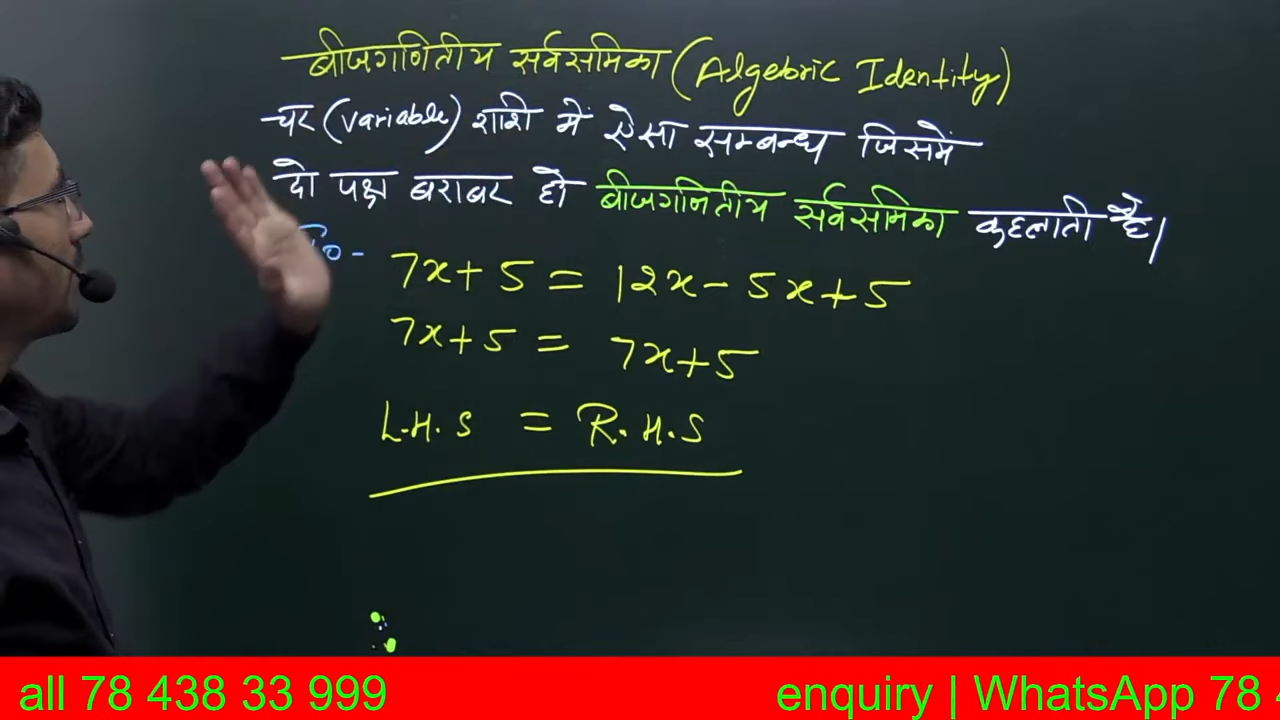 बीजगणितीय सर्वसमिका (Algebric Identity)
चर (variable) राशि में ऐसा सम्बन्ध जिसमें
दो पक्ष बराबर हो बीजगणितीय सर्वसमिका कहलाती है।
7x + 5 = 12x - 5x + 5
7x + 5 = 7x + 5
L.H.S = R.H.S
all 78 438 33 999 enquiry | WhatsApp 78